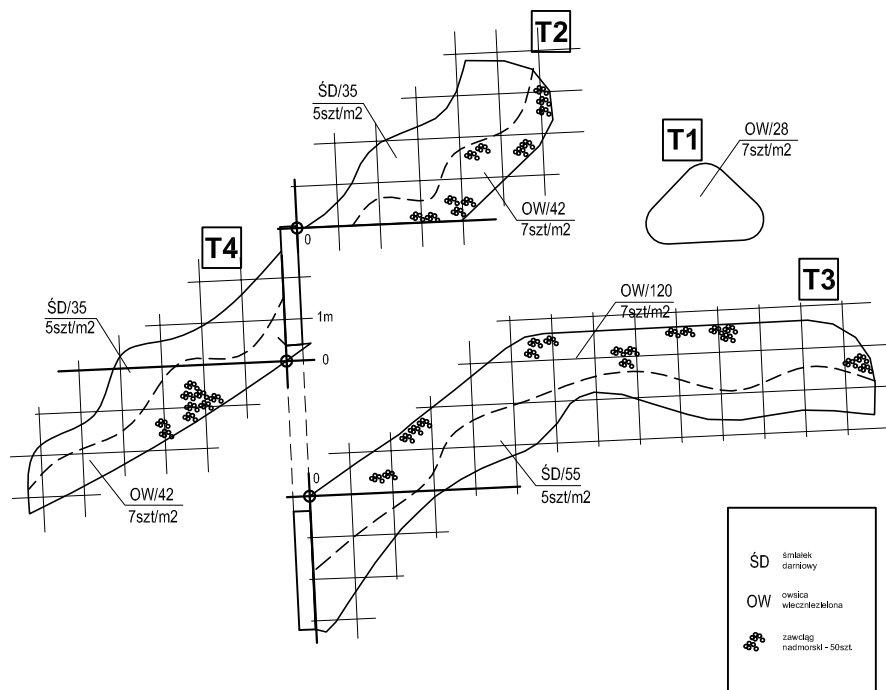 T2
ŚD/35
5szt/m2
T1
OW/28
7szt/m2
OW/42
7szt/m2
0
T4
ŚD/35
5szt/m2
1m
0
T3
OW/120
7szt/m2
OW/42
7szt/m2
0
ŚD/55
5szt/m2
ŚD śmiałek
darniowy
OW owsica
wieczniezielona
zawciąg
nadmorski - 50szt.